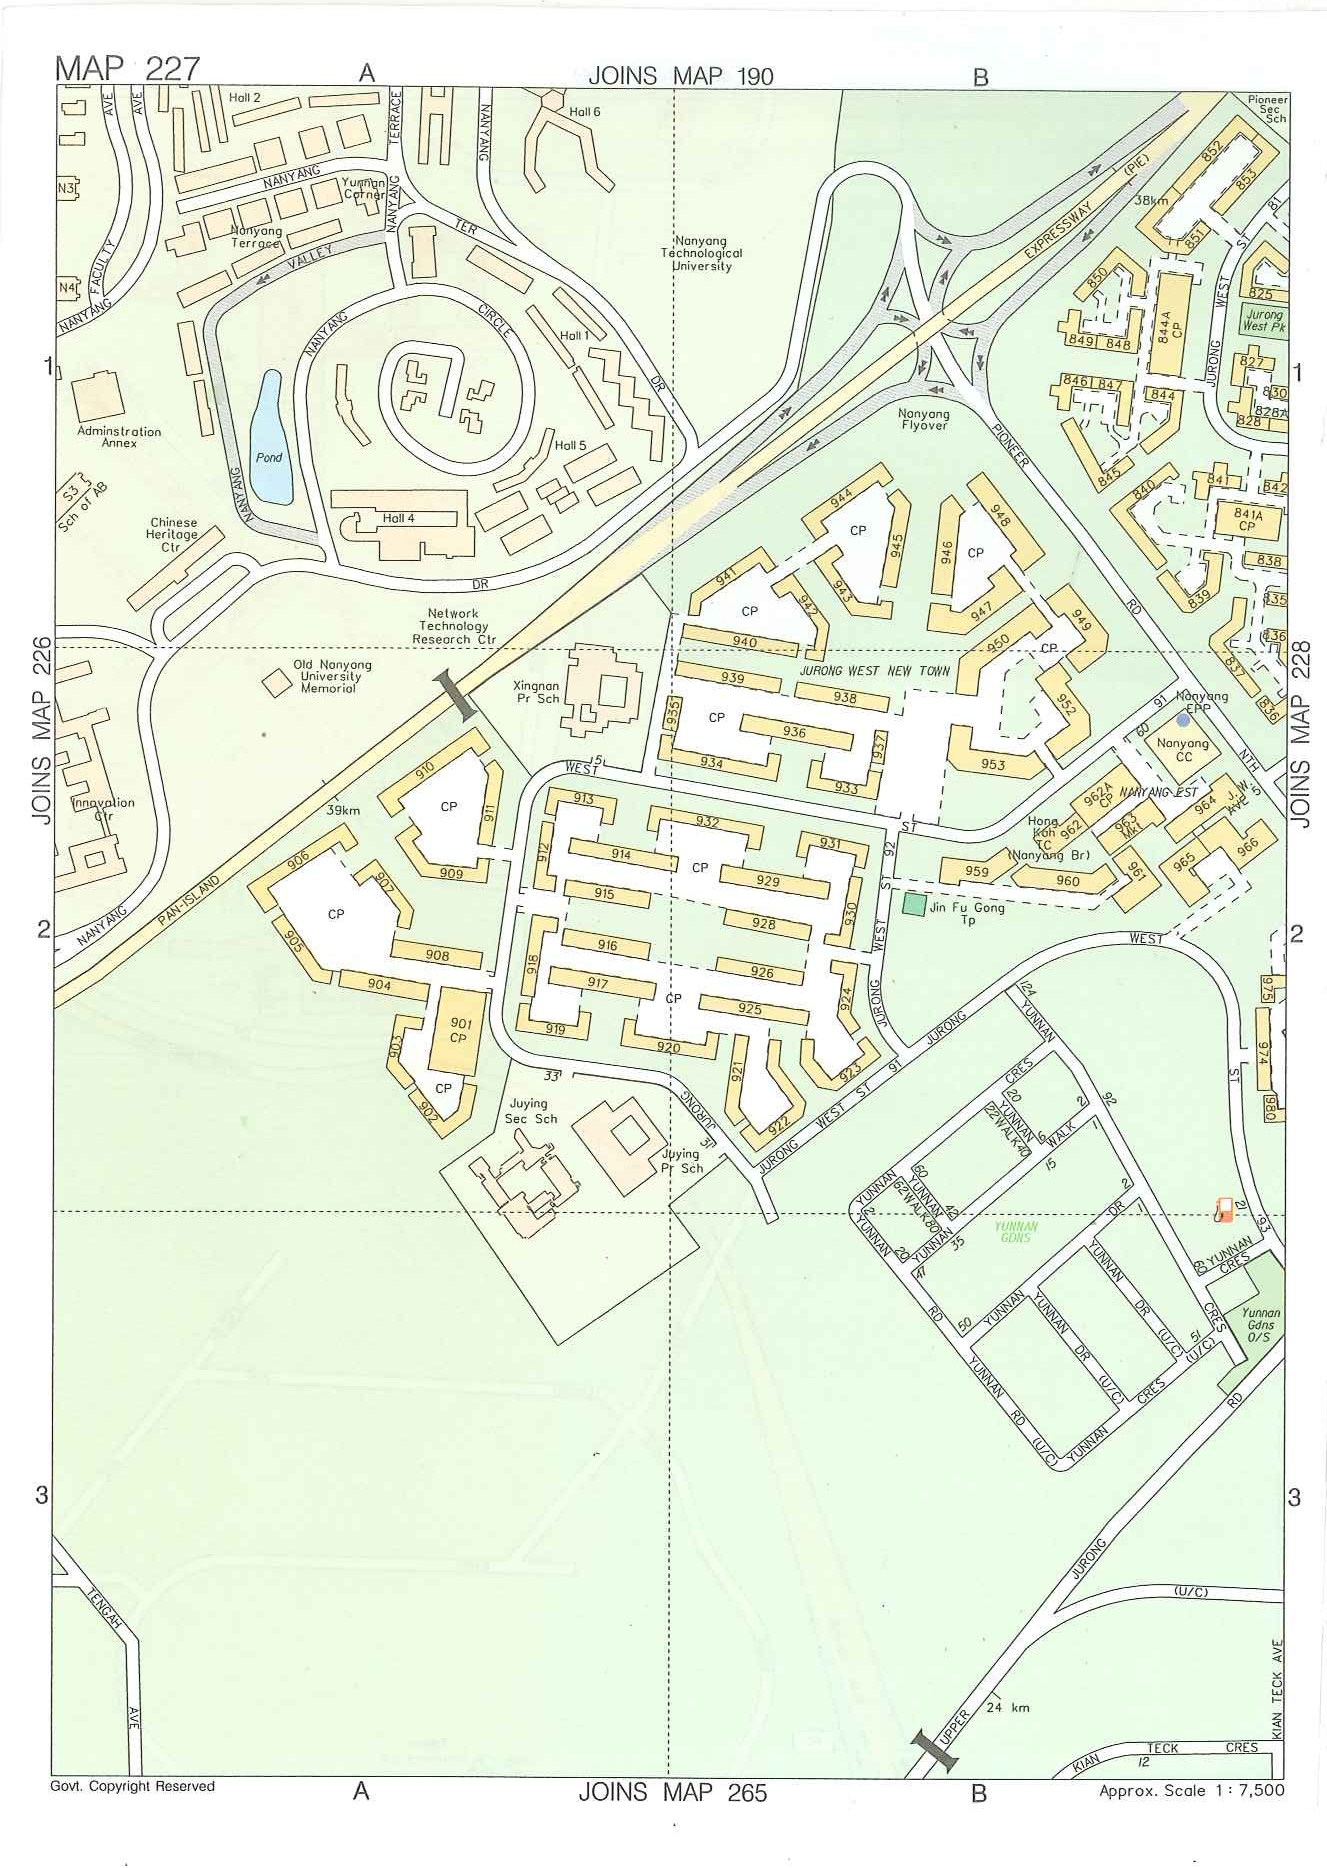 MAP 227
A
JOINS MAP 190
B
AVE
AVE
Hall 2
TERRACE
NANYANG
Hall 6
Pioneer
Sec
Sch
852
853
851
(PIE)
38km
EXPRESSWAY
N3
NANYANG
Yunnan
Corner
NANYANG
TER
Nanyang
Terrace
VALLEY
FACULTY
N4
NANYANG
Nanyang
Technological
University
81
ST
WEST
JURONG
850
849
848
844A
CP
825
Jurong
West Pk
NANYANG
CIRCLE
Hall 1
DR
1
1
846
847
844
827
830
828A
828
Adminstration
Annex
Pond
Hall 5
Nanyang
Flyover
PIONEER
845
840
841
842
841A
CP
838
S3
Sch of AB
NANYANG
Hall 4
Chinese
Heritage
Ctr
944
CP
945
946
948
CP
943
941
CP
942
947
949
839
835
836
DR
RD
940
950
CP
Network
Technology
Research Ctr
JOINS MAP 226
JOINS MAP 228
Old Nanyang
University
Memorial
Xingnan
Pr Sch
939
JURONG WEST NEW TOWN
938
935
CP
936
937
934
933
952
953
837
836
91
Nanyang
EPP
60
Nanyang
CC
NTH
910
CP
911
WEST
5
39km
Innovation
Ctr
962A
CP
NANYANG EST
964
J. W
AVE
5
913
932
ST
92
Hong
Kah
TC
(Nanyang Br)
962
963
Mkt
966
906
907
909
912
914
CP
931
929
959
960
961
965
CP
915
930
928
ST
Jin Fu Gong
Tp
PAN-ISLAND
NANYANG
905
908
916
918
926
WEST
WEST
2
2
904
917
CP
925
924
JURONG
975
901
CP
903
919
920
921
923
91
JURONG
124
YUNNAN
974
ST
CP
902
33
922
WEST ST
JURONG
CRES
92
980
Juying
Sec Sch
JURONG
31
Juying
Pr Sch
20
YUNNAN
22 WALK 40
6
WALK
2
1
15
YUNNAN
60
YUNNAN
62 WALK 80
42
2
YUNNAN
20
YUNNAN
35
47
YUNNAN
GDNS
2
DR
1
21
93
60
YUNNAN
CRES
RD
50
YUNNAN
YUNNAN
DR
(U/C)
YUNNAN
DR
(U/C)
51
(U/C)
CRES
Yunnan
Gdns
O/S
YUNNAN
RD
(U/C)
YUNNAN
CRES
RD
3
3
JURONG
(U/C)
TENGAH
AVE
24 km
UPPER
KIAN TECK AVE
KIAN
TECK
CRES
12
Govt. Copyright Reserved
A
JOINS MAP 265
B
Approx. Scale 1 : 7,500